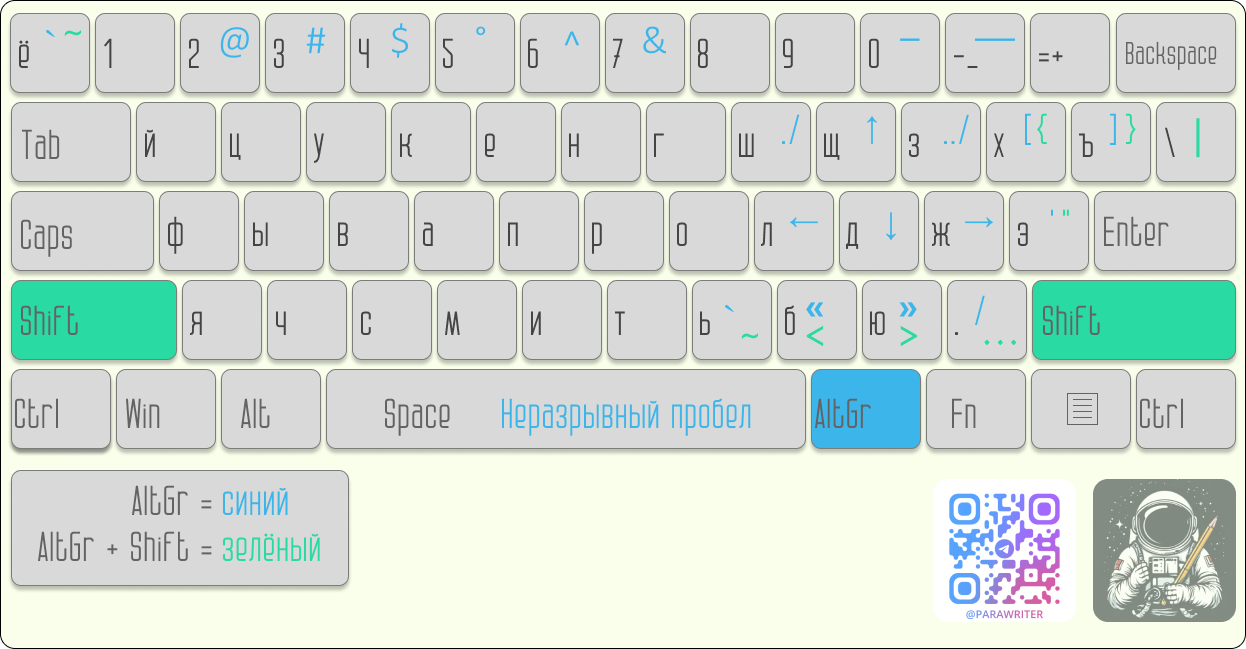 ё ` ~ 1 2 @ 3 # 4 $ 5 ° 6 ^ 7 & 8 9 0 – -_ — =+ Backspace
Tab й ц у к е н г ш ./ щ ↑ з ../ х [ { ъ ] } \ |
Caps ф ы в а п р о л ← д ↓ ж → э ' " Enter
Shift я ч с м и т ь ` ~ б « < ю » > . / ... Shift
Ctrl Win Alt Space Неразрывный пробел AltGr Fn Ctrl
AltGr = синий
AltGr + Shift = зелёный
@PARAWRITER